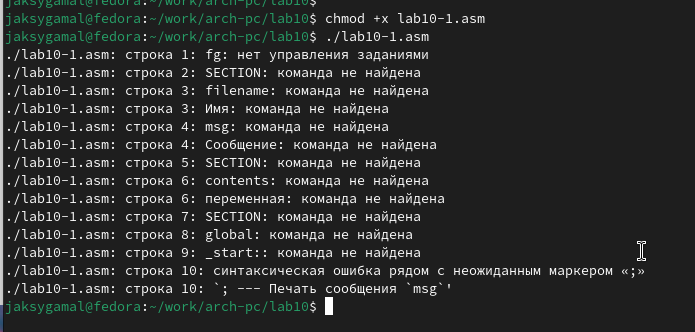 jaksygamal@fedora:~/work/arch-pc/lab10$
jaksygamal@fedora:~/work/arch-pc/lab10$ chmod +x lab10-1.asm
jaksygamal@fedora:~/work/arch-pc/lab10$ ./lab10-1.asm
./lab10-1.asm: строка 1: fg: нет управления заданиями
./lab10-1.asm: строка 2: SECTION: команда не найдена
./lab10-1.asm: строка 3: filename: команда не найдена
./lab10-1.asm: строка 3: Имя: команда не найдена
./lab10-1.asm: строка 4: msg: команда не найдена
./lab10-1.asm: строка 4: Сообщение: команда не найдена
./lab10-1.asm: строка 5: SECTION: команда не найдена
./lab10-1.asm: строка 6: contents: команда не найдена
./lab10-1.asm: строка 6: переменная: команда не найдена
./lab10-1.asm: строка 7: SECTION: команда не найдена
./lab10-1.asm: строка 8: global: команда не найдена
./lab10-1.asm: строка 9: _start:: команда не найдена
./lab10-1.asm: строка 10: синтаксическая ошибка рядом с неожиданным маркером «;»
./lab10-1.asm: строка 10: `; --- Печать сообщения `msg`'
jaksygamal@fedora:~/work/arch-pc/lab10$